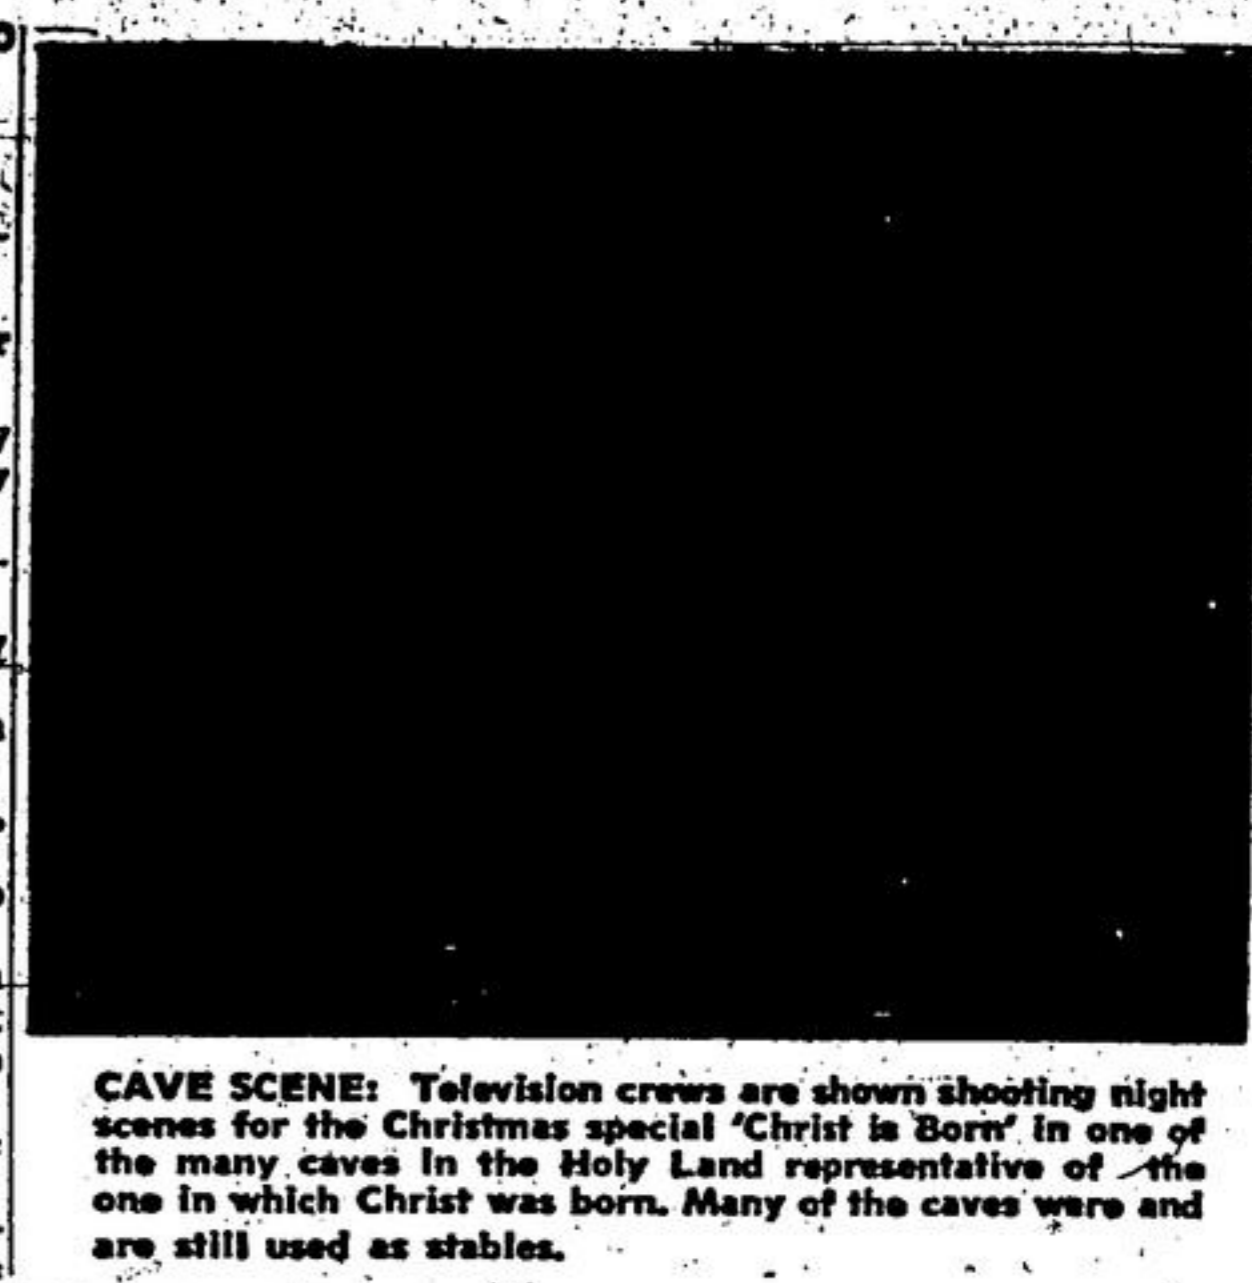 CAVE SCENE: Television crews are shown shooting night
scenes for the Christmas special 'Christ is Born' in one of
the many caves in the Holy Land representative of the
one in which Christ was born. Many of the caves were and
are still used as stables.